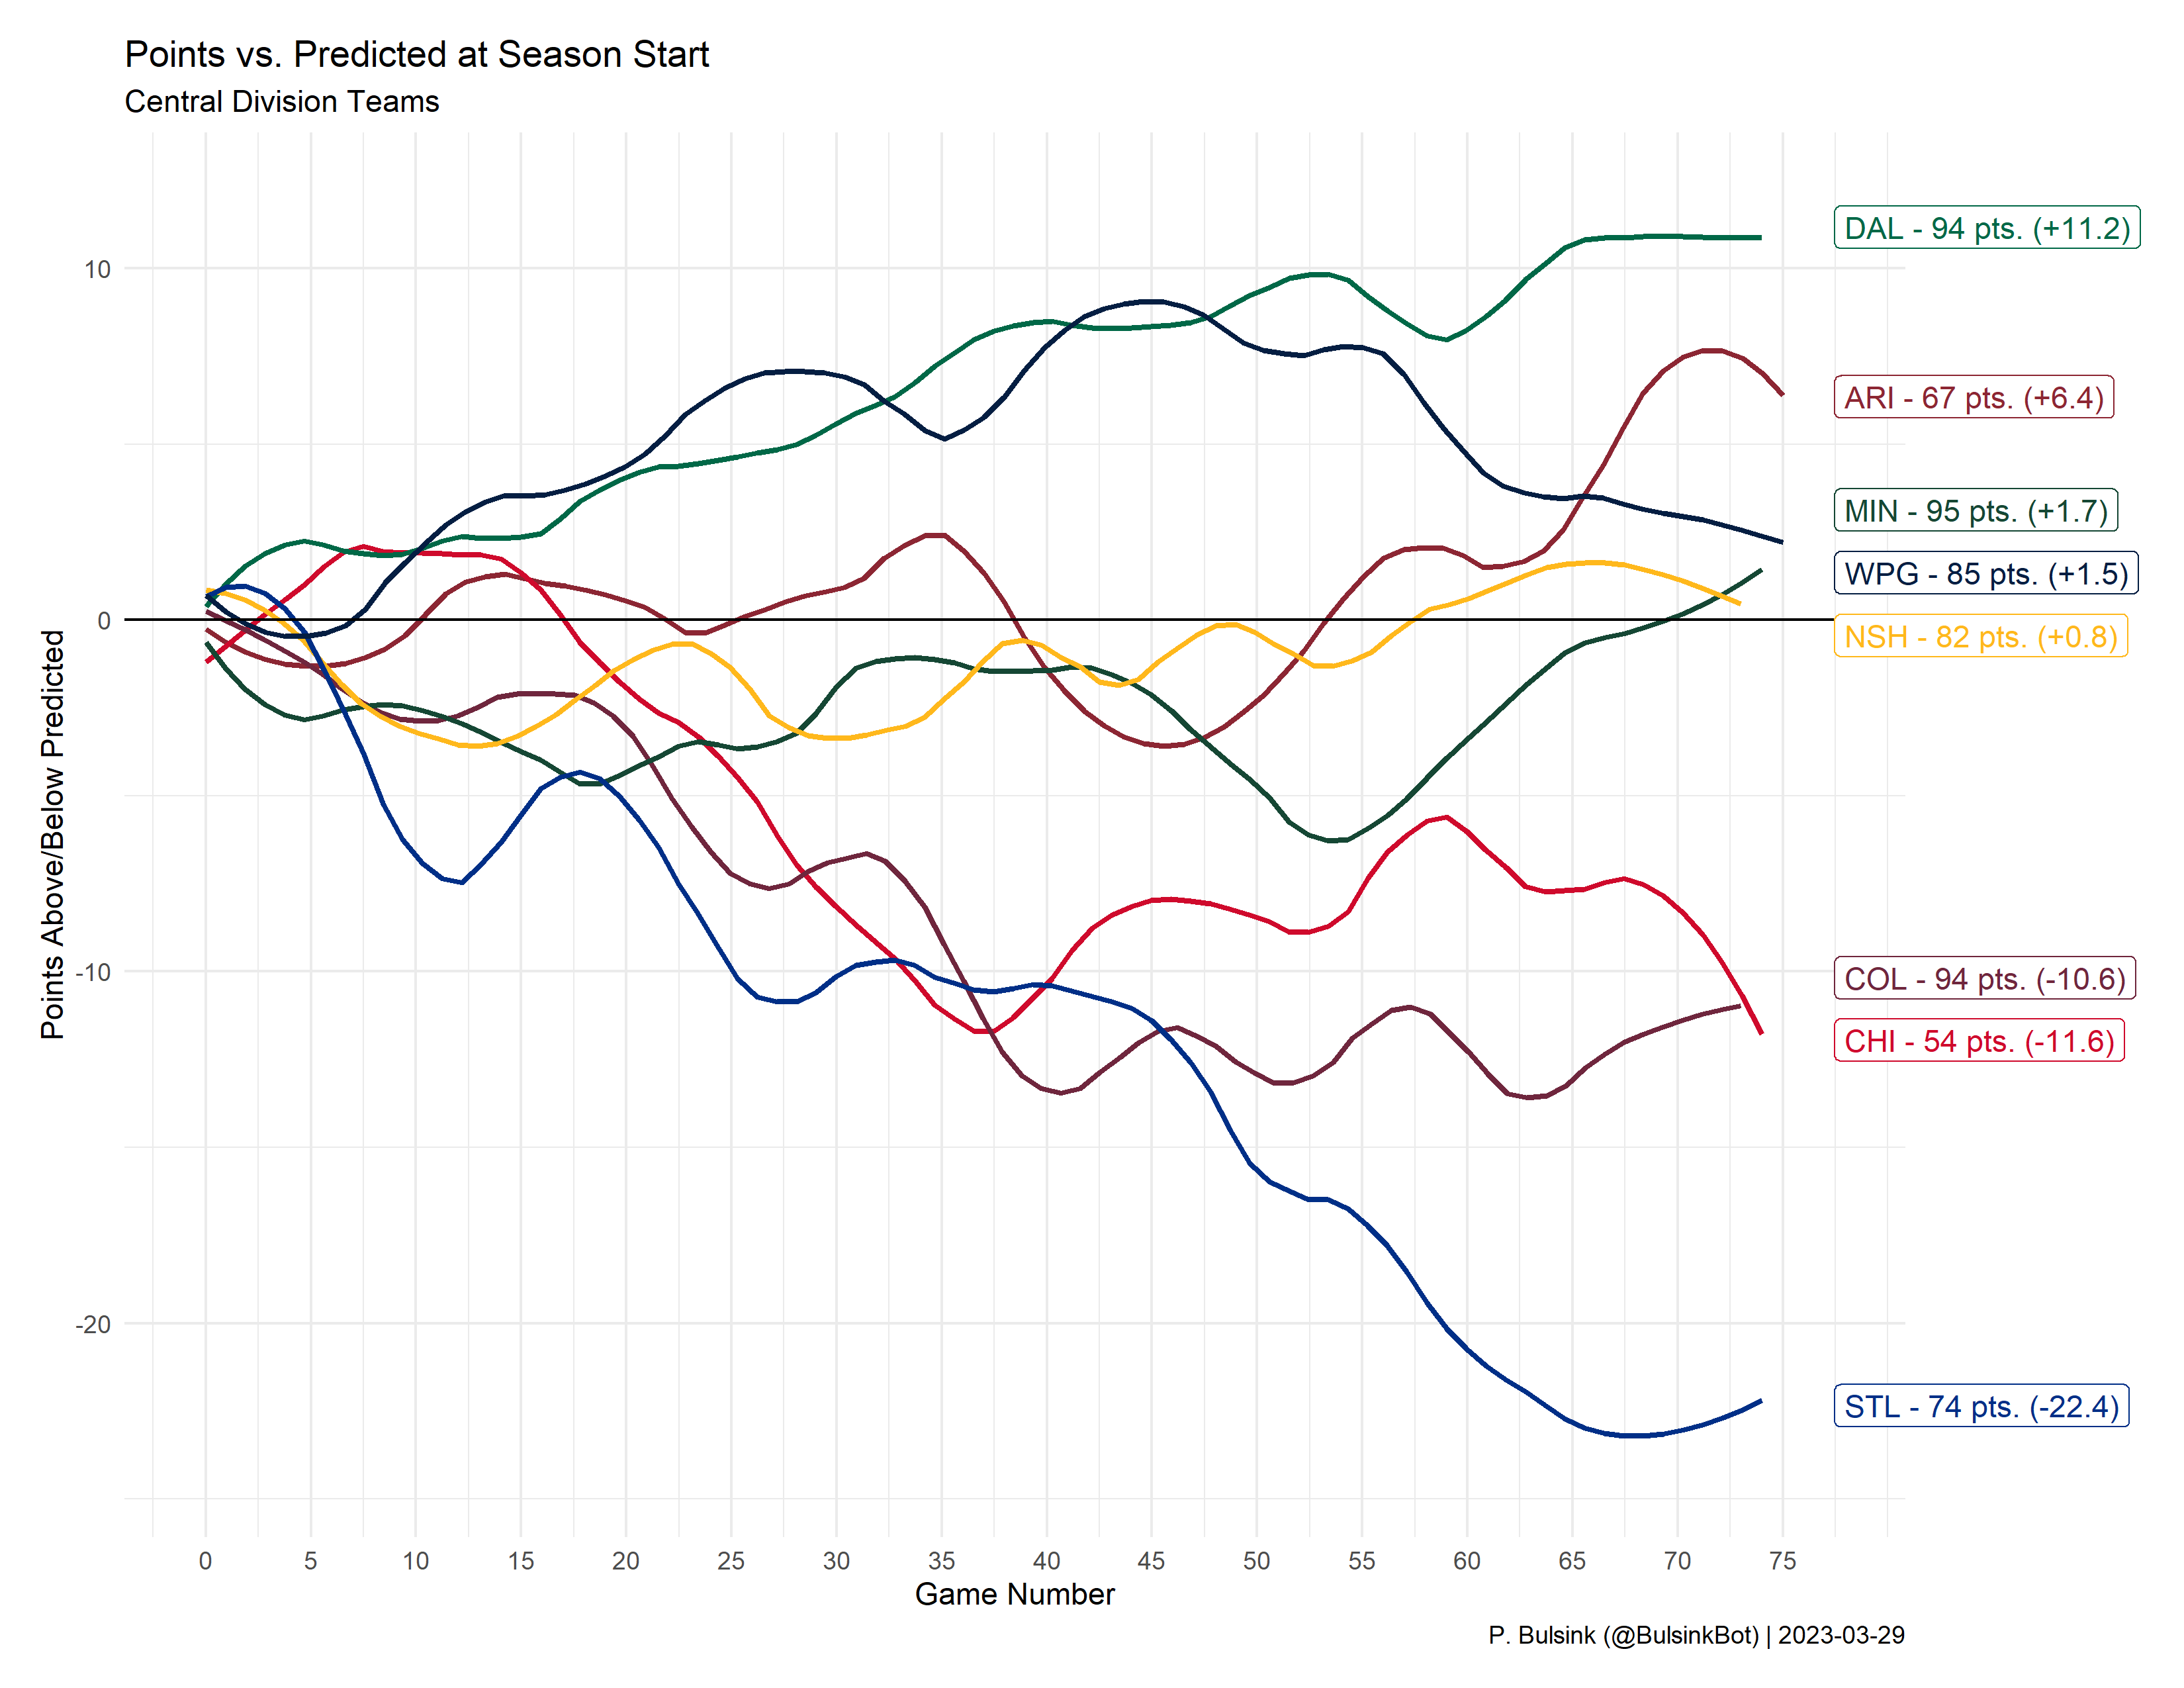 Points vs. Predicted at Season Start
Central Division Teams
Points Above/Below Predicted
10
0
-10
-20
DAL - 94 pts. (+11.2)
ARI - 67 pts. (+6.4)
MIN - 95 pts. (+1.7)
WPG - 85 pts. (+1.5)
NSH - 82 pts. (+0.8)
COL - 94 pts. (-10.6)
CHI - 54 pts. (-11.6)
STL - 74 pts. (-22.4)
0 5 10 15 20 25 30 35 40 45 50 55 60 65 70 75
Game Number
P. Bulsink (@BulsinkBot) | 2023-03-29